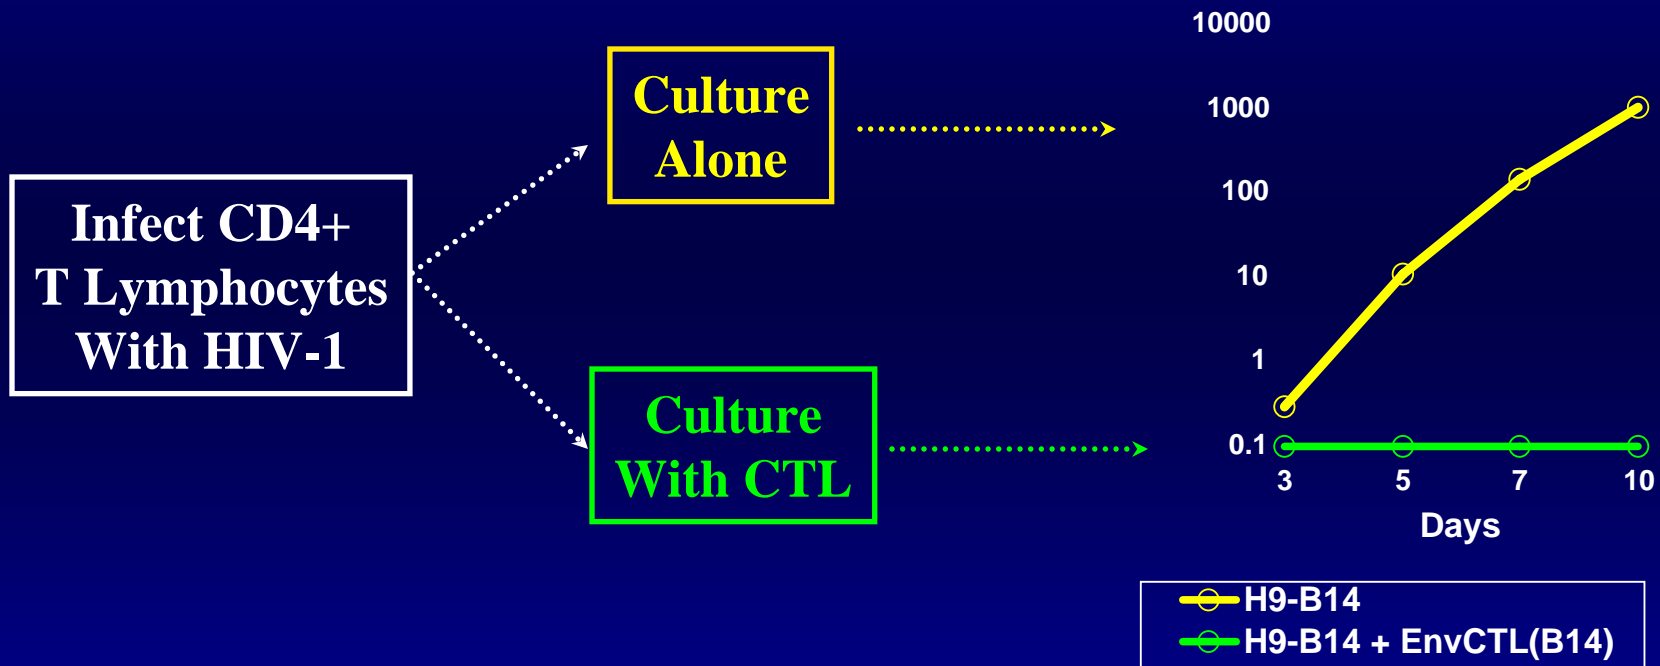 Infect CD4+
T Lymphocytes
With HIV-1
Culture
Alone
Culture
With CTL
10000
1000
100
10
1
0.1
3 5 7 10
Days
H9-B14
H9-B14 + EnvCTL(B14)